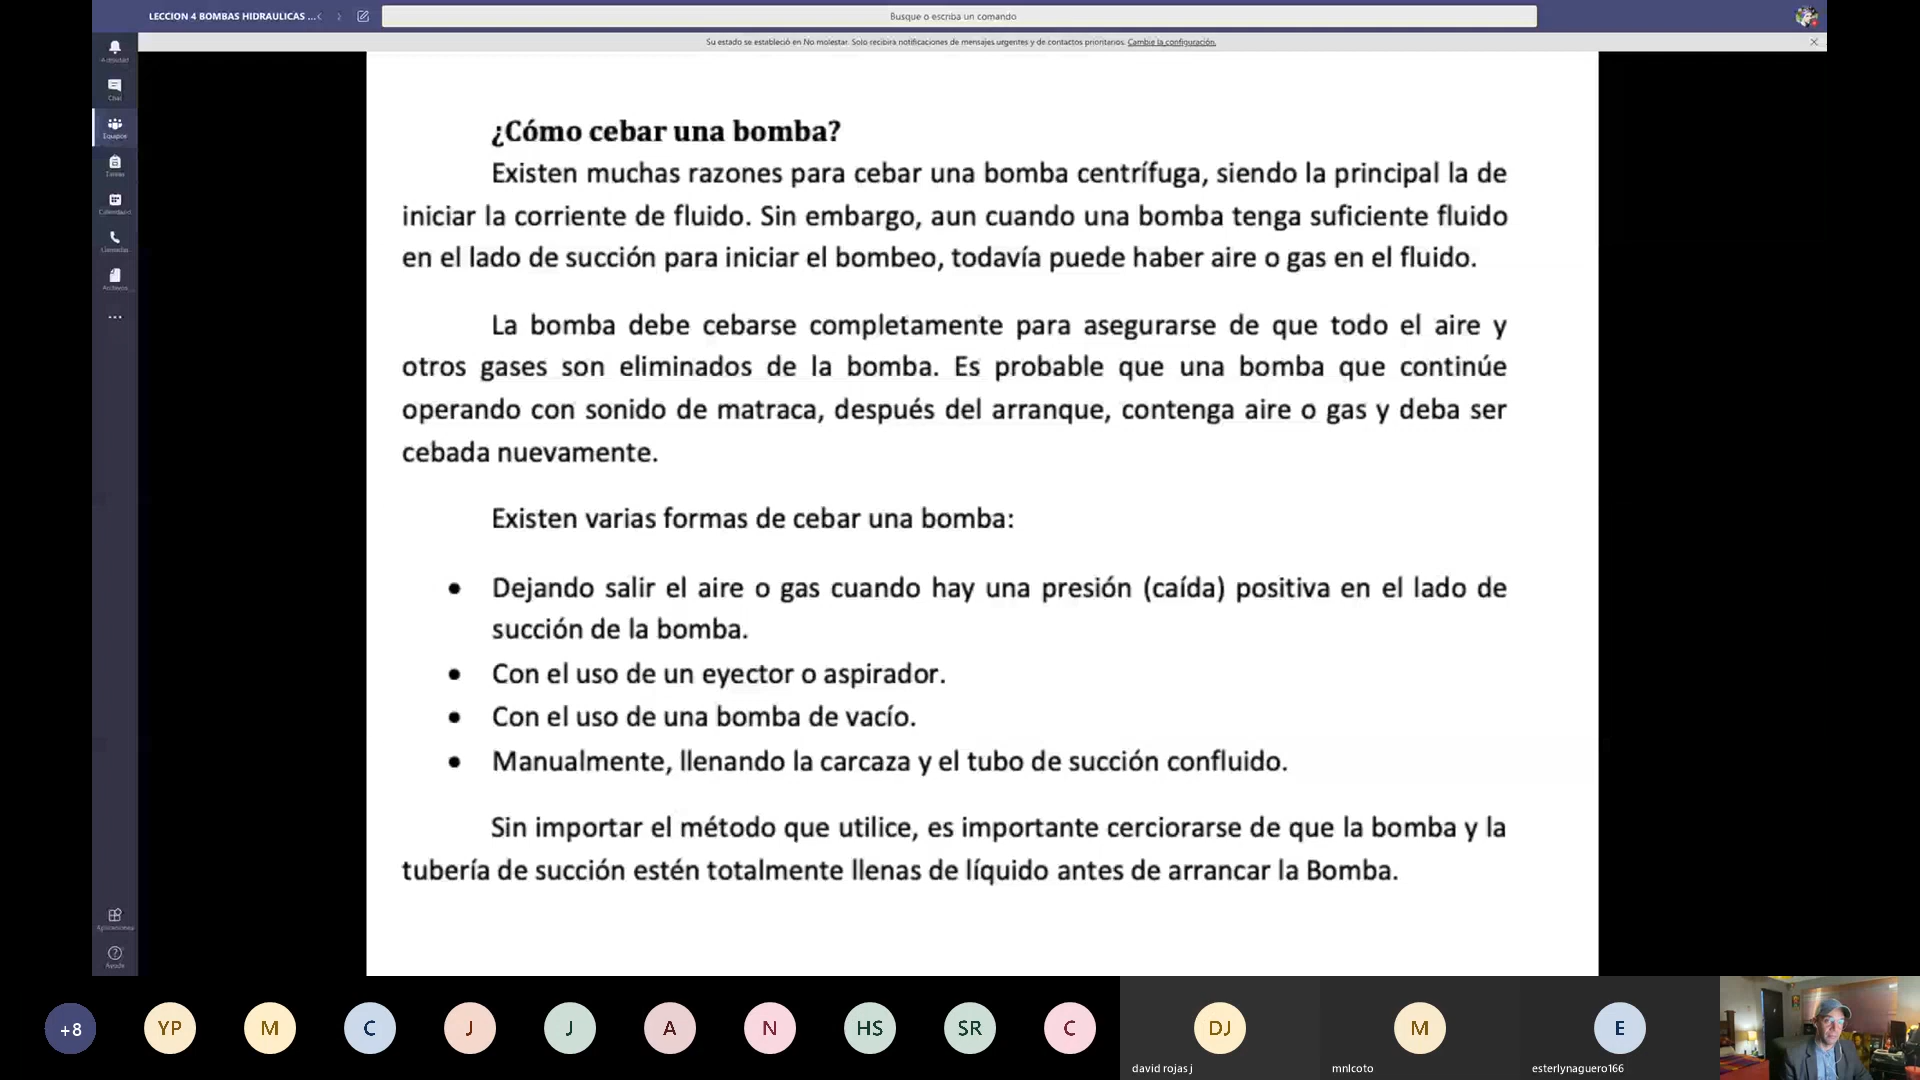 LECCION 4 BOMBAS HIDRAULICAS ...
Busque o escriba un comando
Su estado se estableció en No molestar. Solo recibirá notificaciones de mensajes urgentes y de contactos prioritarios. Cambie la configuración.
Actividad
Chat
Equipos
Tareas
Calendario
Llamadas
Archivos
...
¿Cómo cebar una bomba?
Existen muchas razones para cebar una bomba centrífuga, siendo la principal la de
iniciar la corriente de fluido. Sin embargo, aun cuando una bomba tenga suficiente fluido
en el lado de succión para iniciar el bombeo, todavía puede haber aire o gas en el fluido.
La bomba debe cebarse completamente para asegurarse de que todo el aire y
otros gases son eliminados de la bomba. Es probable que una bomba que continúe
operando con sonido de matraca, después del arranque, contenga aire o gas y deba ser
cebada nuevamente.
Existen varias formas de cebar una bomba:
• Dejando salir el aire o gas cuando hay una presión (caída) positiva en el lado de
succión de la bomba.
• Con el uso de un eyector o aspirador.
• Con el uso de una bomba de vacío.
• Manualmente, llenando la carcaza y el tubo de succión confluido.
Sin importar el método que utilice, es importante cerciorarse de que la bomba y la
tubería de succión estén totalmente llenas de líquido antes de arrancar la Bomba.
Aplicaciones
Ayuda
+8 YP M C J J A N HS SR C DJ M E
david rojas j mnlcoto esterlynaguero166